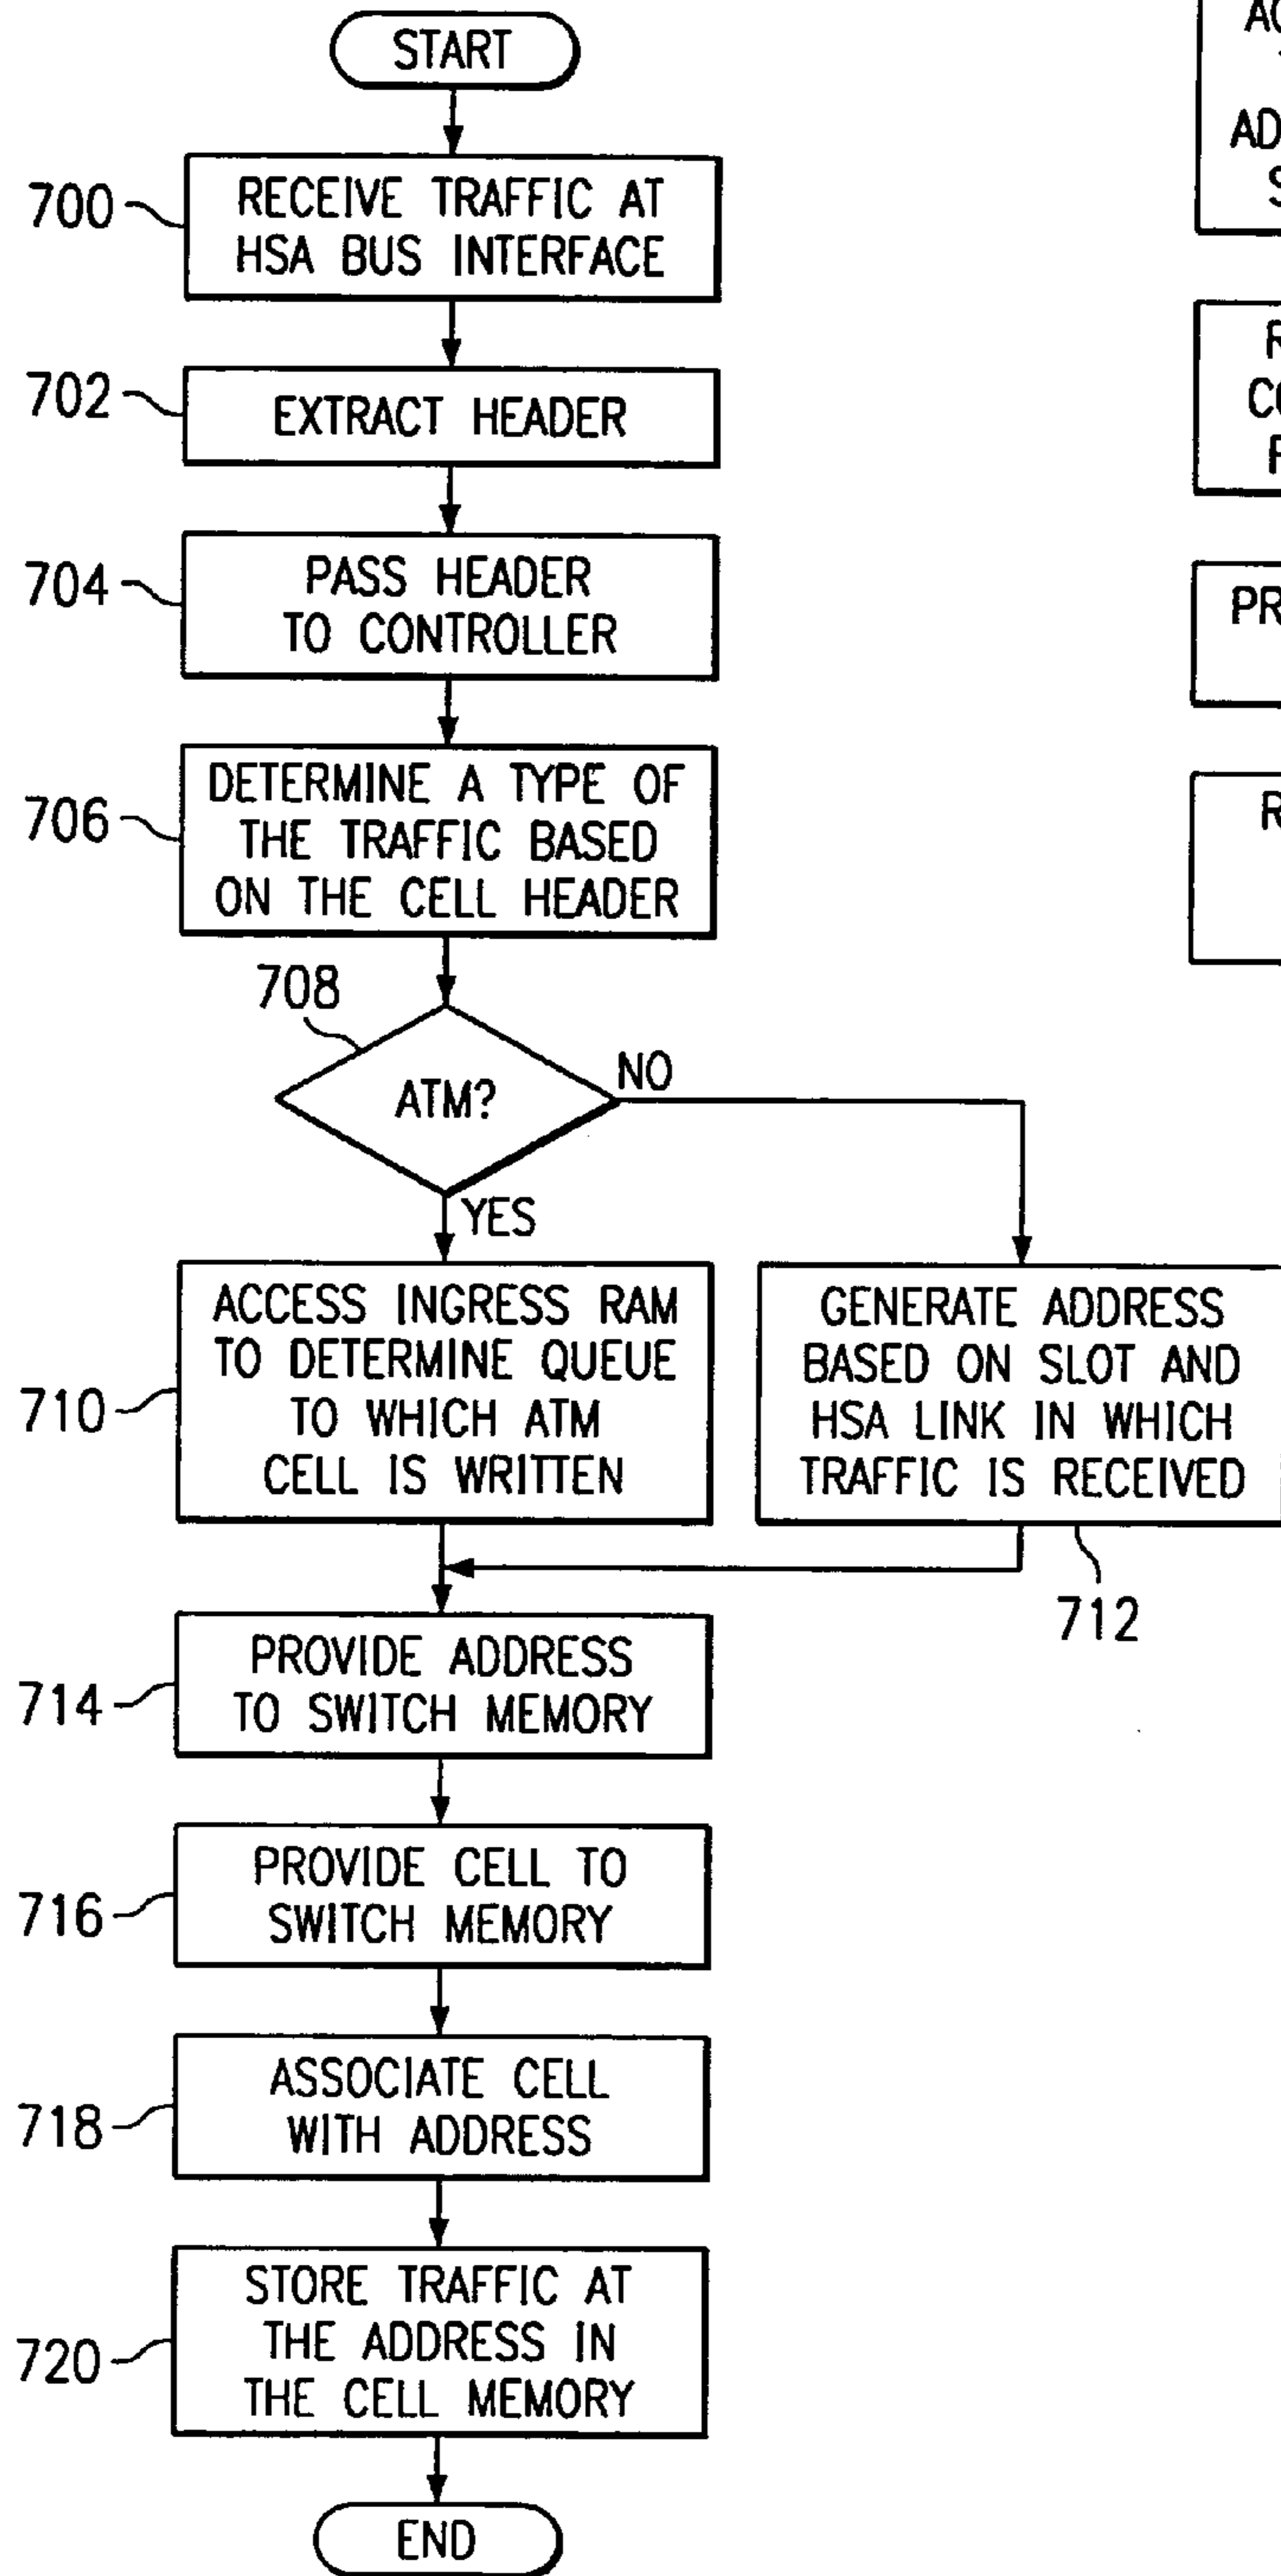 START
700
RECEIVE TRAFFIC AT
HSA BUS INTERFACE
702
EXTRACT HEADER
704
PASS HEADER
TO CONTROLLER
706
DETERMINE A TYPE OF
THE TRAFFIC BASED
ON THE CELL HEADER
708
ATM?
NO
YES
710
ACCESS INGRESS RAM
TO DETERMINE QUEUE
TO WHICH ATM
CELL IS WRITTEN
GENERATE ADDRESS
BASED ON SLOT AND
HSA LINK IN WHICH
TRAFFIC IS RECEIVED
712
714
PROVIDE ADDRESS
TO SWITCH MEMORY
716
PROVIDE CELL TO
SWITCH MEMORY
718
ASSOCIATE CELL
WITH ADDRESS
720
STORE TRAFFIC AT
THE ADDRESS IN
THE CELL MEMORY
END